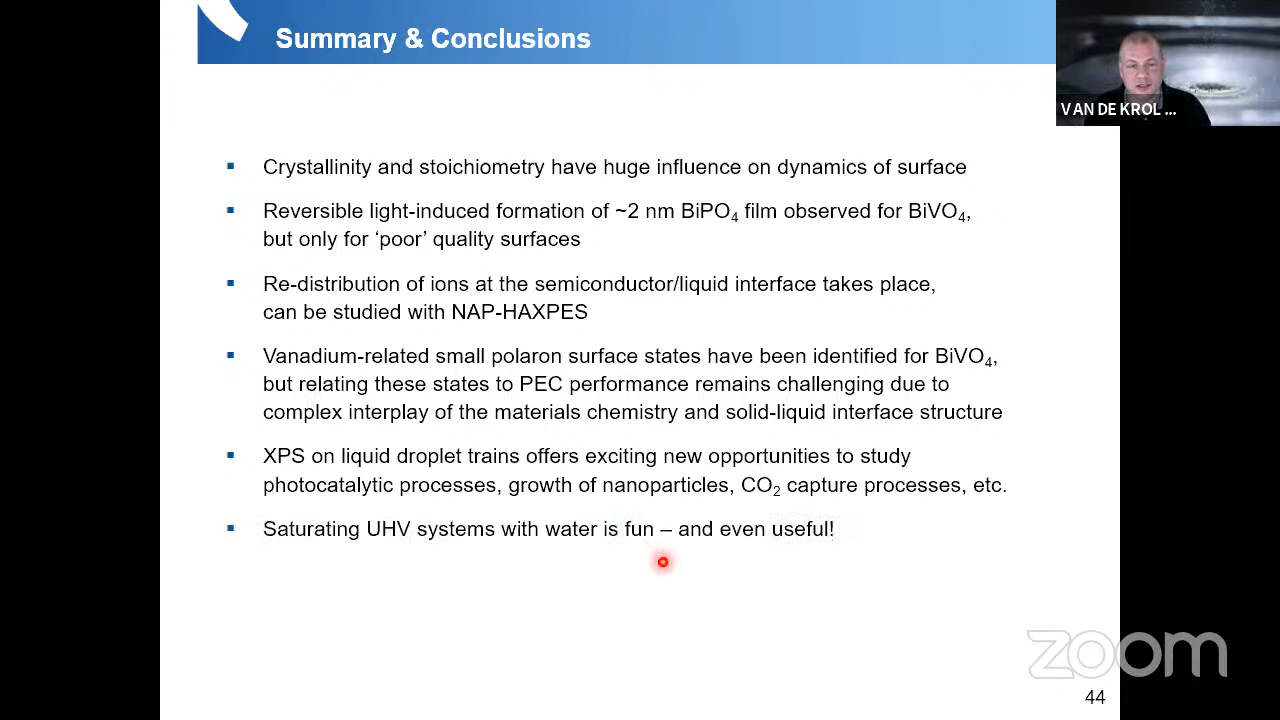 Summary & Conclusions
VAN DE KROL ...
▪ Crystallinity and stoichiometry have huge influence on dynamics of surface
▪ Reversible light-induced formation of ~2 nm BiPO₄ film observed for BiVO₄,
but only for ‘poor’ quality surfaces
▪ Re-distribution of ions at the semiconductor/liquid interface takes place,
can be studied with NAP-HAXPES
▪ Vanadium-related small polaron surface states have been identified for BiVO₄,
but relating these states to PEC performance remains challenging due to
complex interplay of the materials chemistry and solid-liquid interface structure
▪ XPS on liquid droplet trains offers exciting new opportunities to study
photocatalytic processes, growth of nanoparticles, CO₂ capture processes, etc.
▪ Saturating UHV systems with water is fun – and even useful!
zoom
44